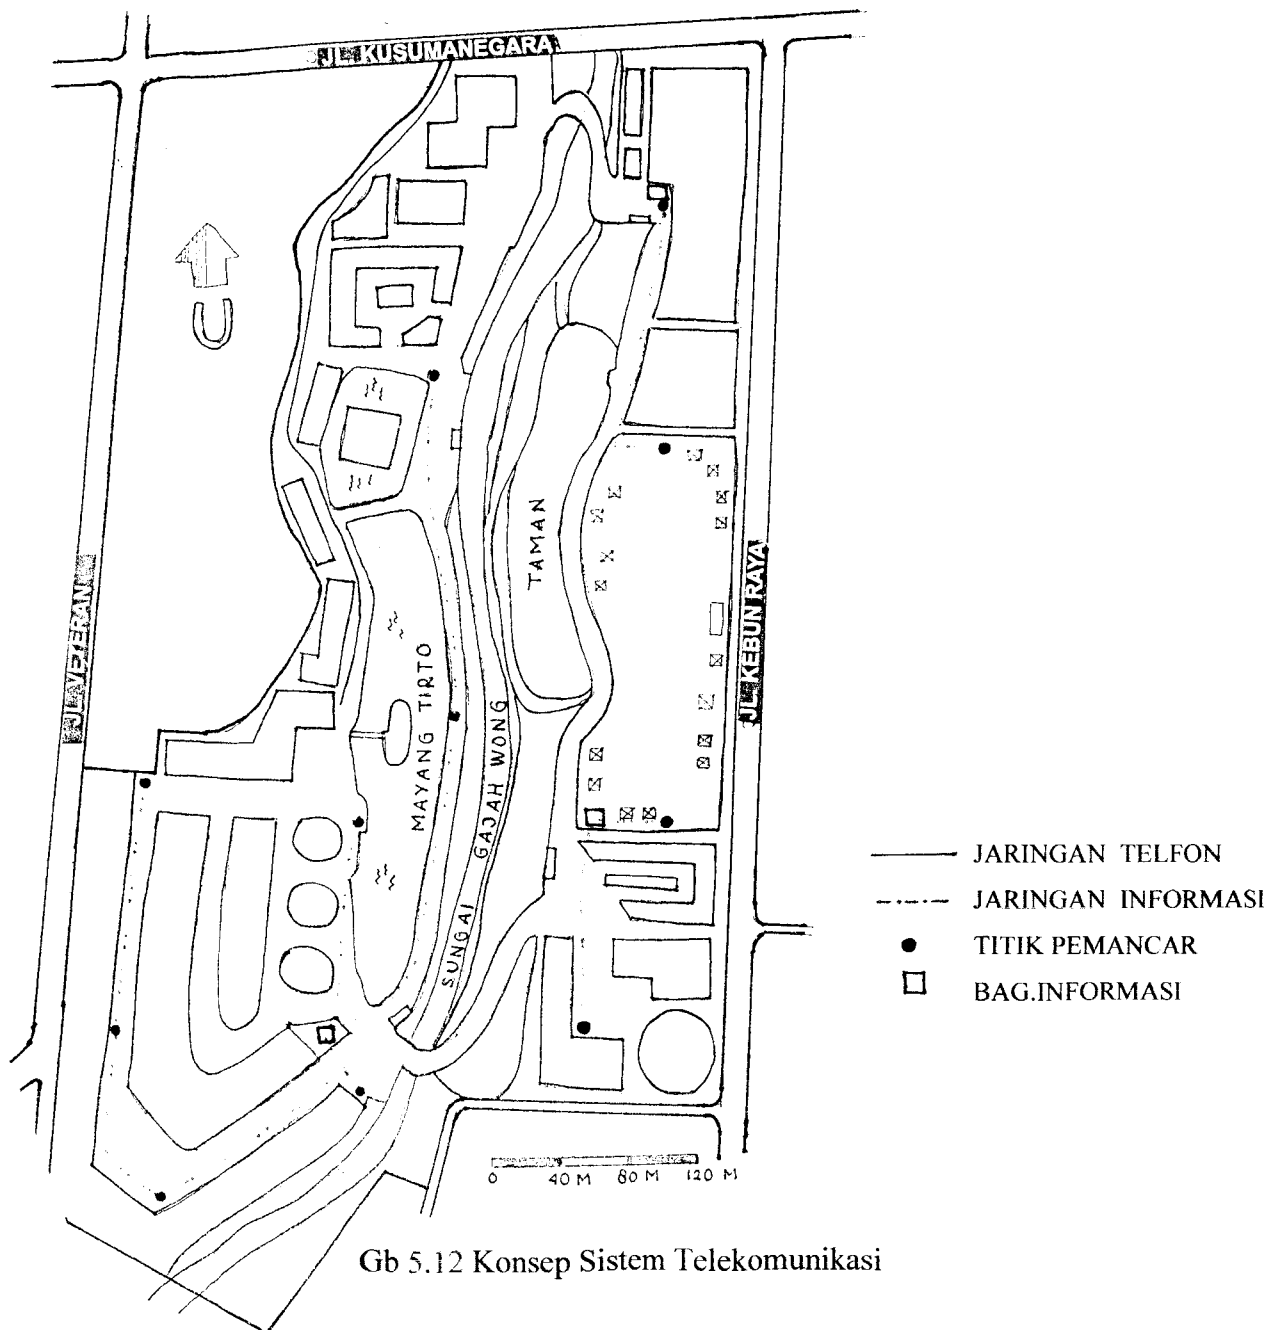 JL. KUSUMANEGARA
U
JL. VETERAN
TAMAN
MAYANG TIRTO
SUNGAI GAJAH WONG
JL. KEBUN RAYA
JARINGAN TELFON
JARINGAN INFORMASI
TITIK PEMANCAR
BAG.INFORMASI
0 40 M 80 M 120 M
Gb 5.12 Konsep Sistem Telekomunikasi